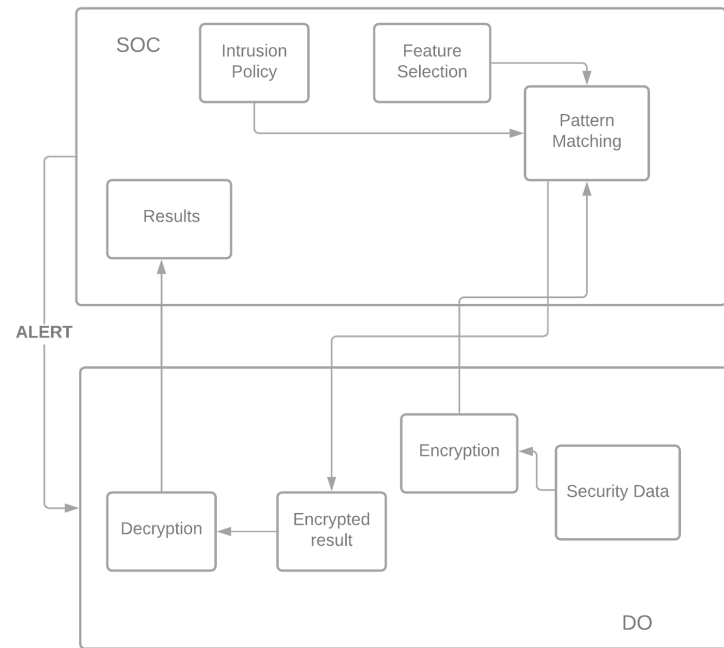 SOC
Intrusion
Policy
Feature
Selection
Pattern
Matching
Results
ALERT
Encryption
Security Data
Decryption
Encrypted
result
DO